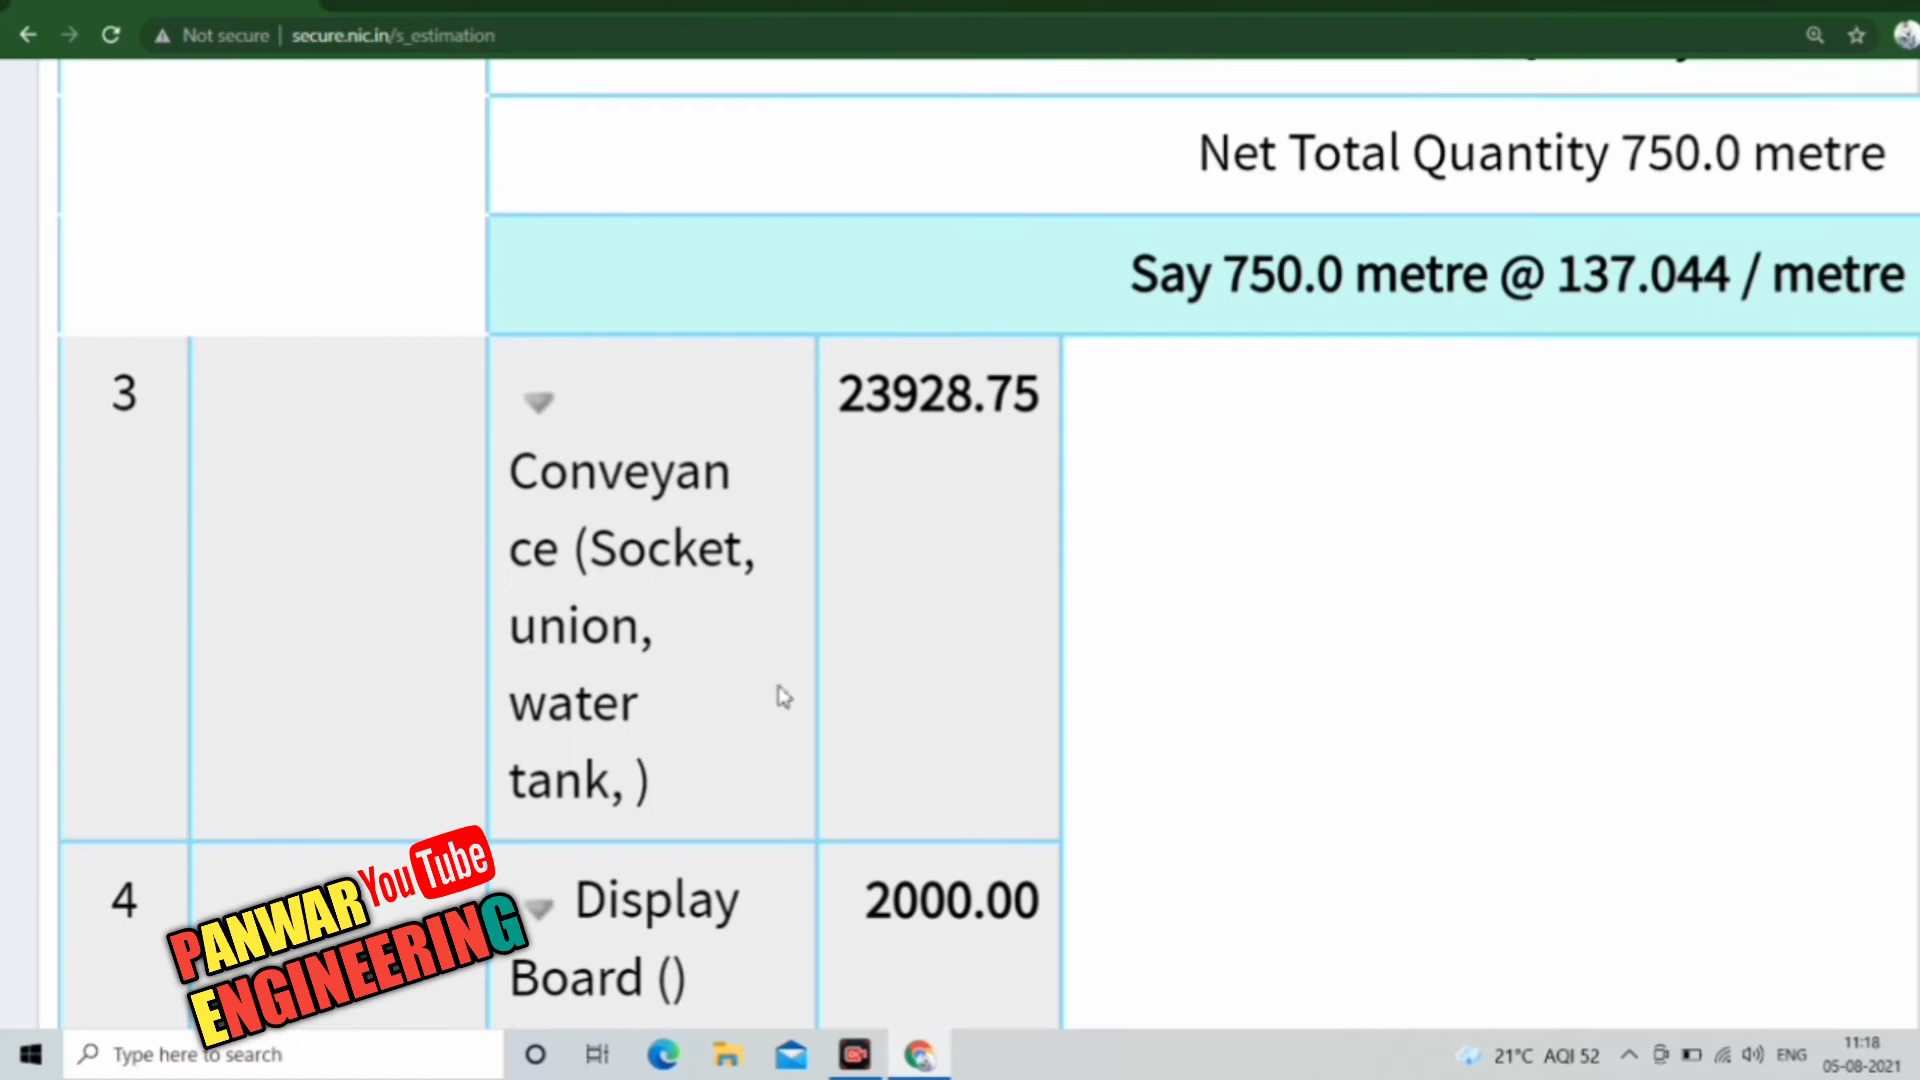 Not secure | secure.nic.in/s_estimation
Net Total Quantity 750.0 metre
Say 750.0 metre @ 137.044 / metre
3
23928.75
Conveyan
ce (Socket,
union,
water
tank, )
4
Display
2000.00
Board ()
PANWAR YouTube
ENGINEERING
Type here to search
21°C AQI 52
ENG
11:18
05-08-2021